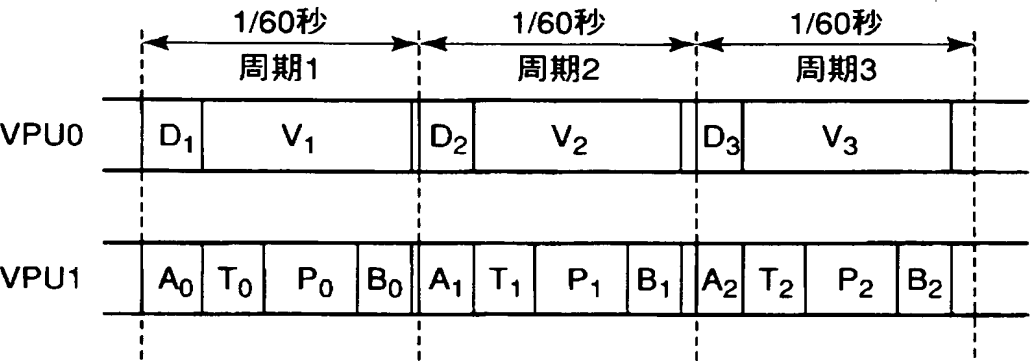 1/60秒 1/60秒 1/60秒
周期1 周期2 周期3
VPU0 D1 V1 D2 V2 D3 V3
VPU1 A0 T0 P0 B0 A1 T1 P1 B1 A2 T2 P2 B2